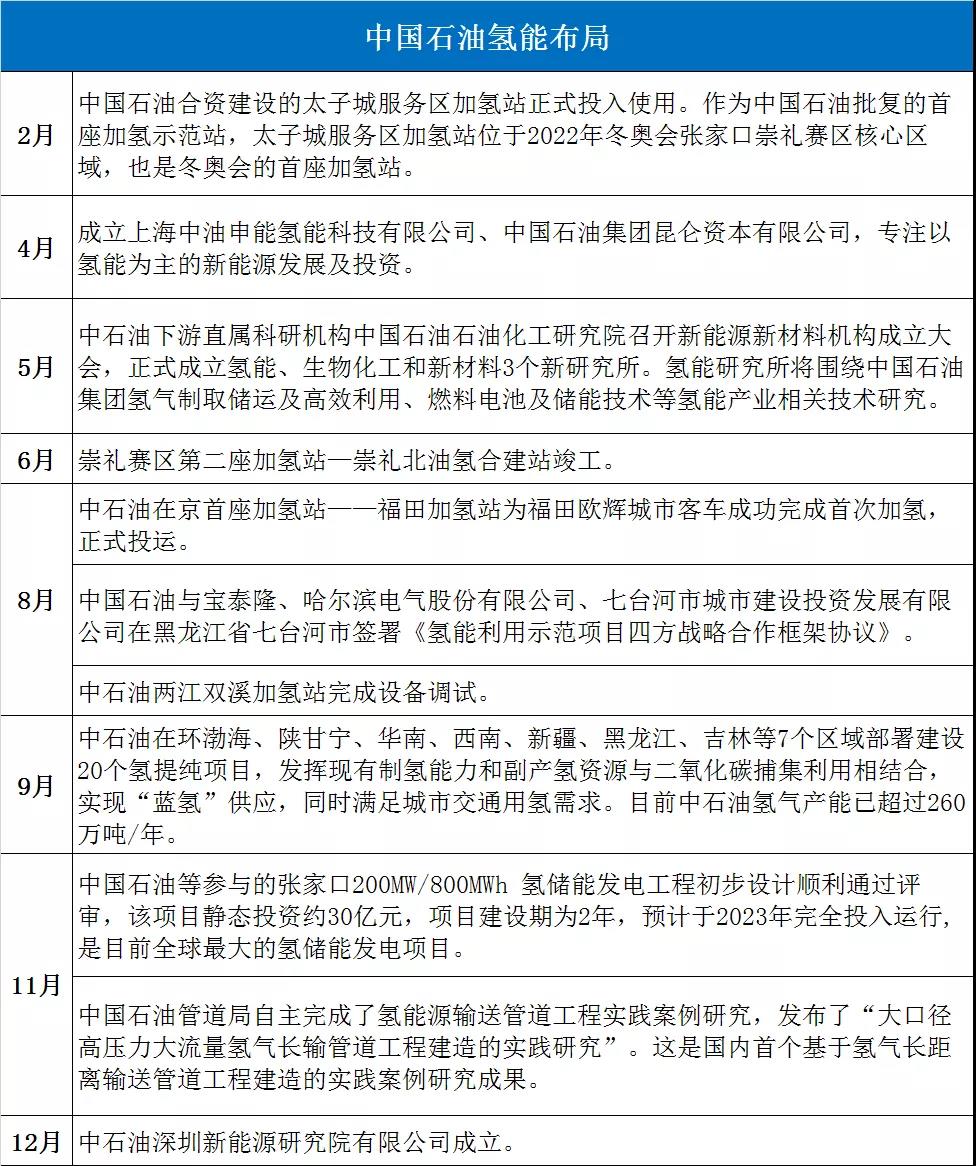 中国石油氢能布局
2月
中国石油合资建设的太子城服务区加氢站正式投入使用。作为中国石油批复的首
座加氢示范站，太子城服务区加氢站位于2022年冬奥会张家口崇礼赛区核心区
域，也是冬奥会的首座加氢站。
4月
成立上海中油申能氢能科技有限公司、中国石油集团昆仑资本有限公司，专注以
氢能为主的新能源发展及投资。
5月
中石油下游直属科研机构中国石油石油化工研究院召开新能源新材料机构成立大
会，正式成立氢能、生物化工和新材料3个新研究所。氢能研究所将围绕中国石油
集团氢气制取储运及高效利用、燃料电池及储能技术等氢能产业相关技术研究。
6月
崇礼赛区第二座加氢站—崇礼北油氢合建站竣工。
8月
中石油在京首座加氢站——福田加氢站为福田欧辉城市客车成功完成首次加氢，
正式投运。
中国石油与宝泰隆、哈尔滨电气股份有限公司、七台河市城市建设投资发展有限
公司在黑龙江省七台河市签署《氢能利用示范项目四方战略合作框架协议》。
中石油两江双溪加氢站完成设备调试。
9月
中石油在环渤海、陕甘宁、华南、西南、新疆、黑龙江、吉林等7个区域部署建设
20个氢提纯项目，发挥现有制氢能力和副产氢资源与二氧化碳捕集利用相结合，
实现“蓝氢”供应，同时满足城市交通用氢需求。目前中石油氢气产能已超过260
万吨/年。
11月
中国石油等参与的张家口200MW/800MWh 氢储能发电工程初步设计顺利通过评
审，该项目静态投资约30亿元，项目建设期为2年，预计于2023年完全投入运行，
是目前全球最大的氢储能发电项目。
中国石油管道局自主完成了氢能源输送管道工程实践案例研究，发布了“大口径
高压力大流量氢气长输管道工程建造的实践研究”。这是国内首个基于氢气长距
离输送管道工程建造的实践案例研究成果。
12月
中石油深圳新能源研究院有限公司成立。